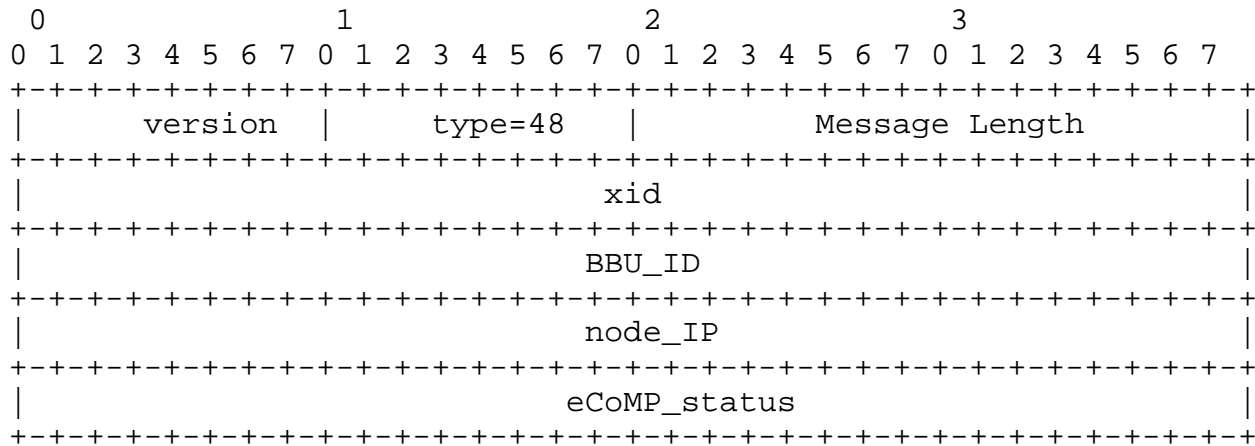 0 1 2 3
0 1 2 3 4 5 6 7 0 1 2 3 4 5 6 7 0 1 2 3 4 5 6 7 0 1 2 3 4 5 6 7
+-+-+-+-+-+-+-+-+-+-+-+-+-+-+-+-+-+-+-+-+-+-+-+-+-+-+-+-+-+-+-+-+
| version | type=48 | Message Length |
+-+-+-+-+-+-+-+-+-+-+-+-+-+-+-+-+-+-+-+-+-+-+-+-+-+-+-+-+-+-+-+-+
| xid |
+-+-+-+-+-+-+-+-+-+-+-+-+-+-+-+-+-+-+-+-+-+-+-+-+-+-+-+-+-+-+-+-+
| BBU_ID |
+-+-+-+-+-+-+-+-+-+-+-+-+-+-+-+-+-+-+-+-+-+-+-+-+-+-+-+-+-+-+-+-+
| node_IP |
+-+-+-+-+-+-+-+-+-+-+-+-+-+-+-+-+-+-+-+-+-+-+-+-+-+-+-+-+-+-+-+-+
| eCoMP_status |
+-+-+-+-+-+-+-+-+-+-+-+-+-+-+-+-+-+-+-+-+-+-+-+-+-+-+-+-+-+-+-+-+